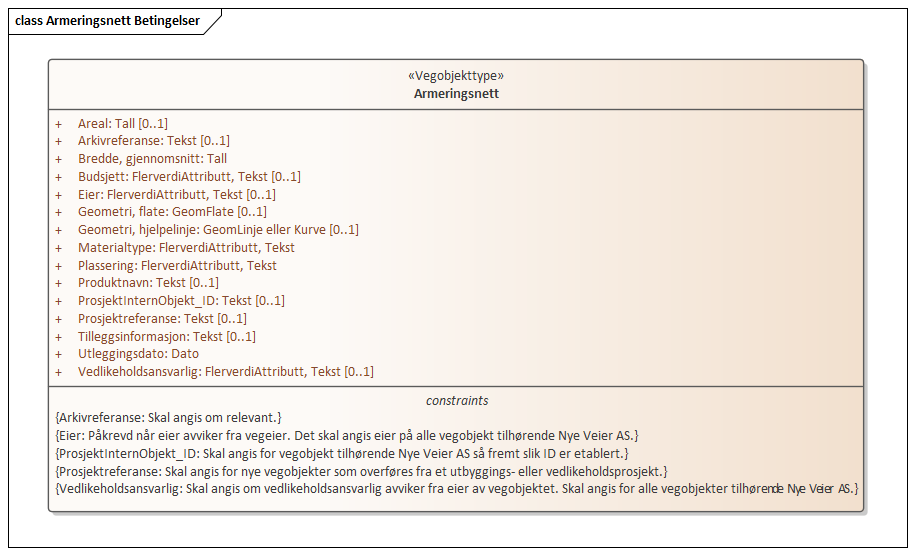 class Armeringsnett Betingelser
«Vegobjekttype»
Armeringsnett
+ Areal: Tall [0..1]
+ Arkivreferanse: Tekst [0..1]
+ Bredde, gjennomsnitt: Tall
+ Budsjett: FlerverdiAttributt, Tekst [0..1]
+ Eier: FlerverdiAttributt, Tekst [0..1]
+ Geometri, flate: GeomFlate [0..1]
+ Geometri, hjelpelinje: GeomLinje eller Kurve [0..1]
+ Materialtype: FlerverdiAttributt, Tekst
+ Plassering: FlerverdiAttributt, Tekst
+ Produktnavn: Tekst [0..1]
+ ProsjektInternObjekt_ID: Tekst [0..1]
+ Prosjektreferanse: Tekst [0..1]
+ Tilleggsinformasjon: Tekst [0..1]
+ Utleggingsdato: Dato
+ Vedlikeholdsansvarlig: FlerverdiAttributt, Tekst [0..1]
constraints
{Arkivreferanse: Skal angis om relevant.}
{Eier: Påkrevd når eier avviker fra vegeier. Det skal angis eier på alle vegobjekt tilhørende Nye Veier AS.}
{ProsjektInternObjekt_ID: Skal angis for vegobjekt tilhørende Nye Veier AS så fremt slik ID er etablert.}
{Prosjektreferanse: Skal angis for nye vegobjekter som overføres fra et utbyggings- eller vedlikeholdsprosjekt.}
{Vedlikeholdsansvarlig: Skal angis om vedlikeholdsansvarlig avviker fra eier av vegobjektet. Skal angis for alle vegobjekter tilhørende Nye Veier AS.}